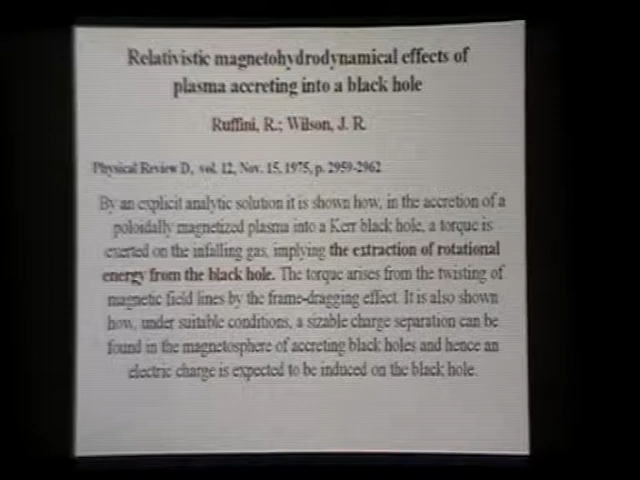 Relativistic magnetohydrodynamical effects of
plasma accreting into a black hole
Ruffini, R.; Wilson, J. R.
Physical Review D, vol. 12, Nov. 15, 1975, p. 2959-2962
By an explicit analytic solution it is shown how, in the accretion of a
poloidally magnetized plasma into a Kerr black hole, a torque is
exerted on the infalling gas, implying the extraction of rotational
energy from the black hole. The torque arises from the twisting of
magnetic field lines by the frame-dragging effect. It is also shown
how, under suitable conditions, a sizable charge separation can be
found in the magnetosphere of accreting black holes and hence an
electric charge is expected to be induced on the black hole.